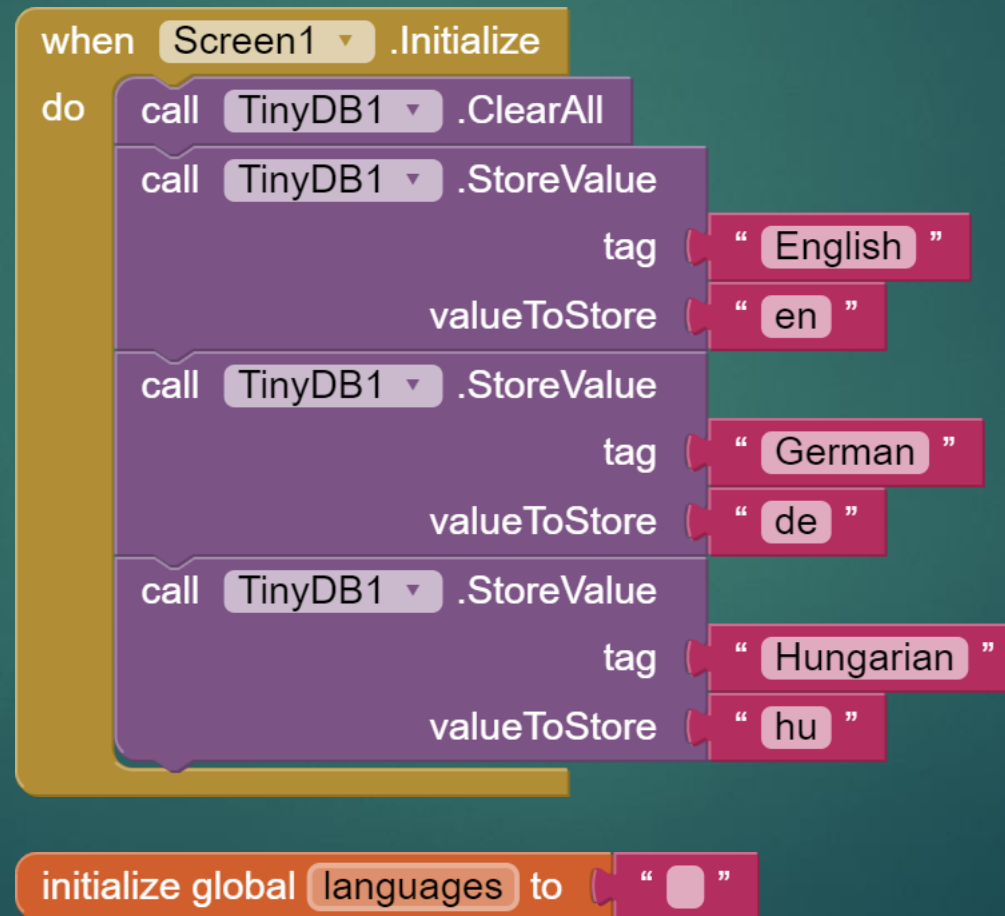 when Screen1 .Initialize
do call TinyDB1 .ClearAll
call TinyDB1 .StoreValue
tag “ English ”
valueToStore “ en ”
call TinyDB1 .StoreValue
tag “ German ”
valueToStore “ de ”
call TinyDB1 .StoreValue
tag “ Hungarian ”
valueToStore “ hu ”
initialize global languages to “ ”